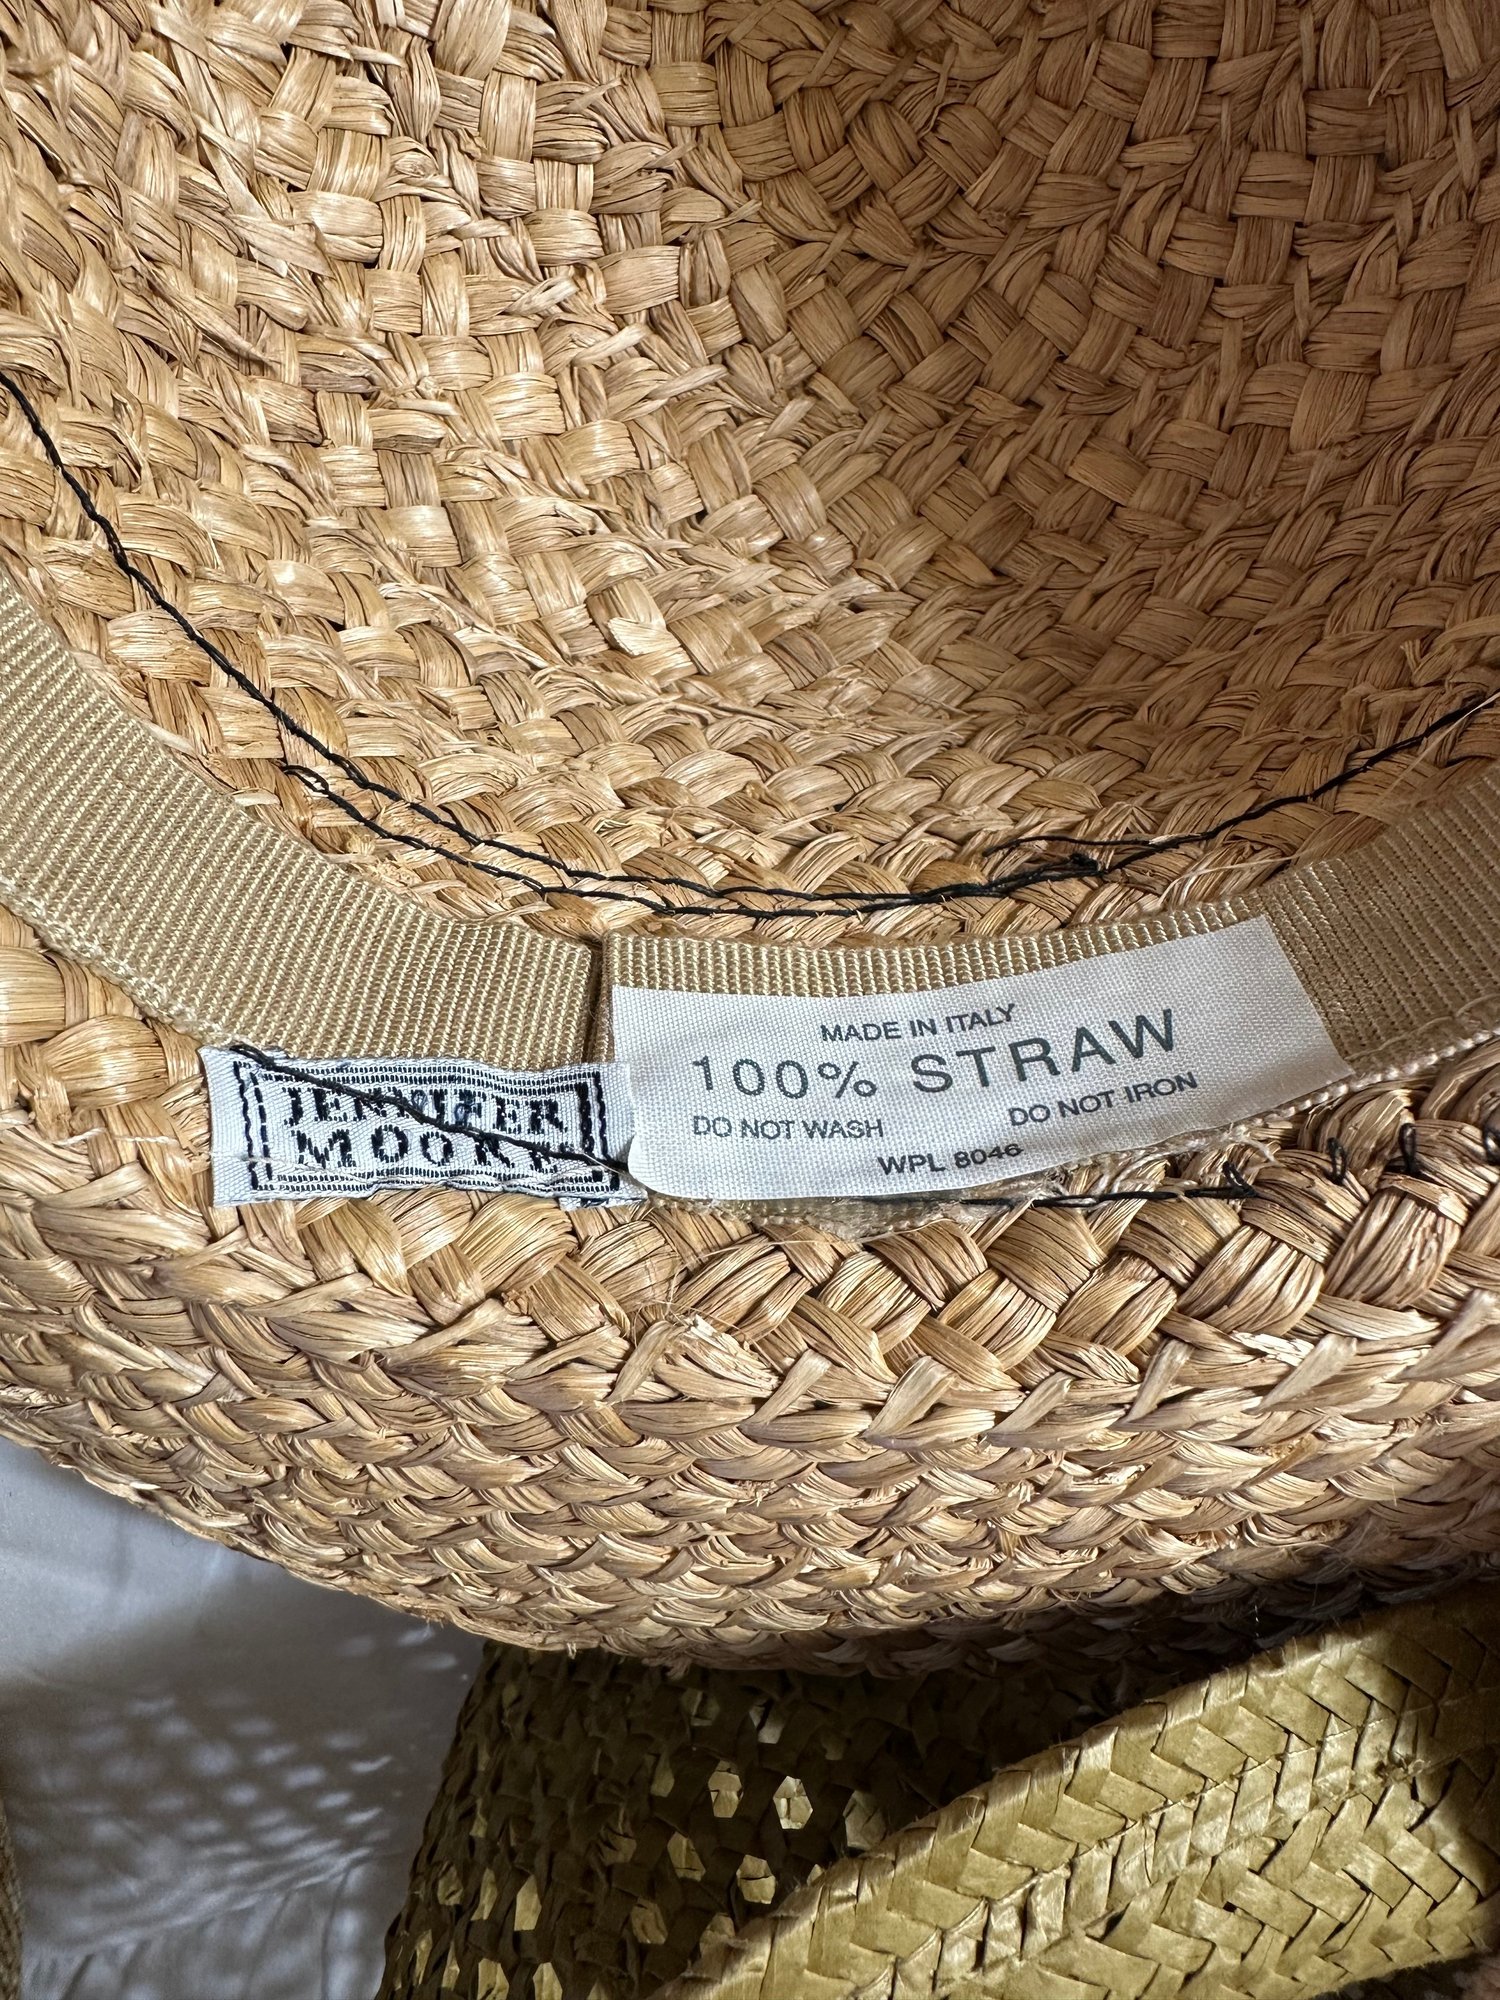 JENNIFER
MOORE
MADE IN ITALY
100% STRAW
DO NOT WASH DO NOT IRON
WPL 8046